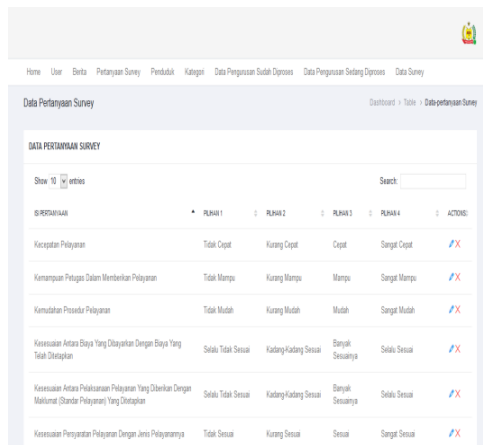 Home User Berita Pertanyaan Survey Penduduk Kategori Data Pengurusan Sudah Diproses Data Pengurusan Sedang Diproses Data Survey
Data Pertanyaan Survey Dashboard > Table > Data-pertanyaan Survey
DATA PERTANYAAN SURVEY
Show 10 entries Search:
ISI PERTANYAAN PILIHAN 1 PILIHAN 2 PILIHAN 3 PILIHAN 4 ACTIONS:
Kecepatan Pelayanan Tidak Cepat Kurang Cepat Cepat Sangat Cepat
Kemampuan Petugas Dalam Memberikan Pelayanan Tidak Mampu Kurang Mampu Mampu Sangat Mampu
Kemudahan Prosedur Pelayanan Tidak Mudah Kurang Mudah Mudah Sangat Mudah
Kesesuaian Antara Biaya Yang Dibayarkan Dengan Biaya Yang
Telah Ditetapkan Selalu Tidak Sesuai Kadang-Kadang Sesuai Banyak
Sesuainya Selalu Sesuai
Kesesuaian Antara Pelaksanaan Pelayanan Yang Diberikan Dengan
Maklumat (Standar Pelayanan) Yang Ditetapkan Selalu Tidak Sesuai Kadang-Kadang Sesuai Banyak
Sesuainya Selalu Sesuai
Kesesuaian Persyaratan Pelayanan Dengan Jenis Pelayanannya Tidak Sesuai Kurang Sesuai Sesuai Sangat Sesuai